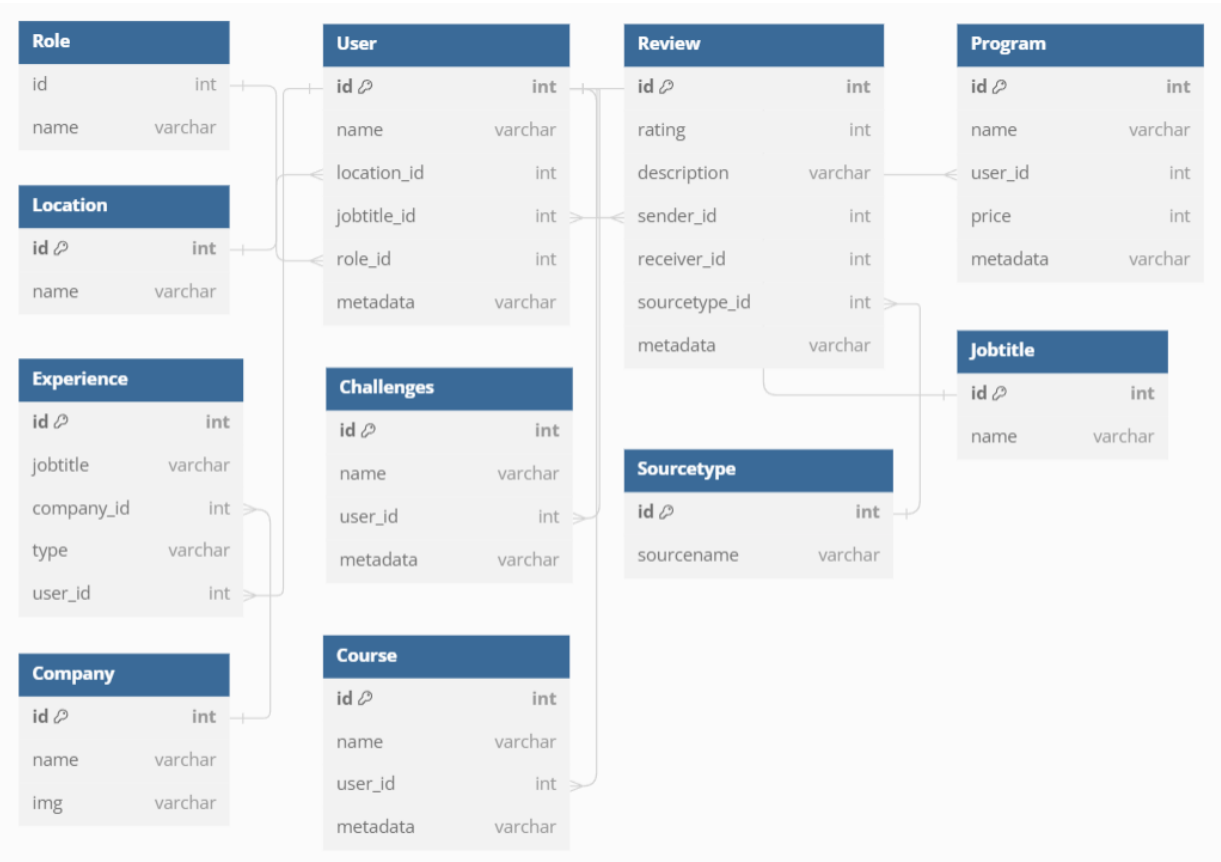 Role
id int
name varchar
Location
id int
name varchar
Experience
id int
jobtitle varchar
company_id int
type varchar
user_id int
Company
id int
name varchar
img varchar
User
id int
name varchar
location_id int
jobtitle_id int
role_id int
metadata varchar
Challenges
id int
name varchar
user_id int
metadata varchar
Course
id int
name varchar
user_id int
metadata varchar
Review
id int
rating int
description varchar
sender_id int
receiver_id int
sourcetype_id int
metadata varchar
Sourcetype
id int
sourcename varchar
Program
id int
name varchar
user_id int
price int
metadata varchar
Jobtitle
id int
name varchar